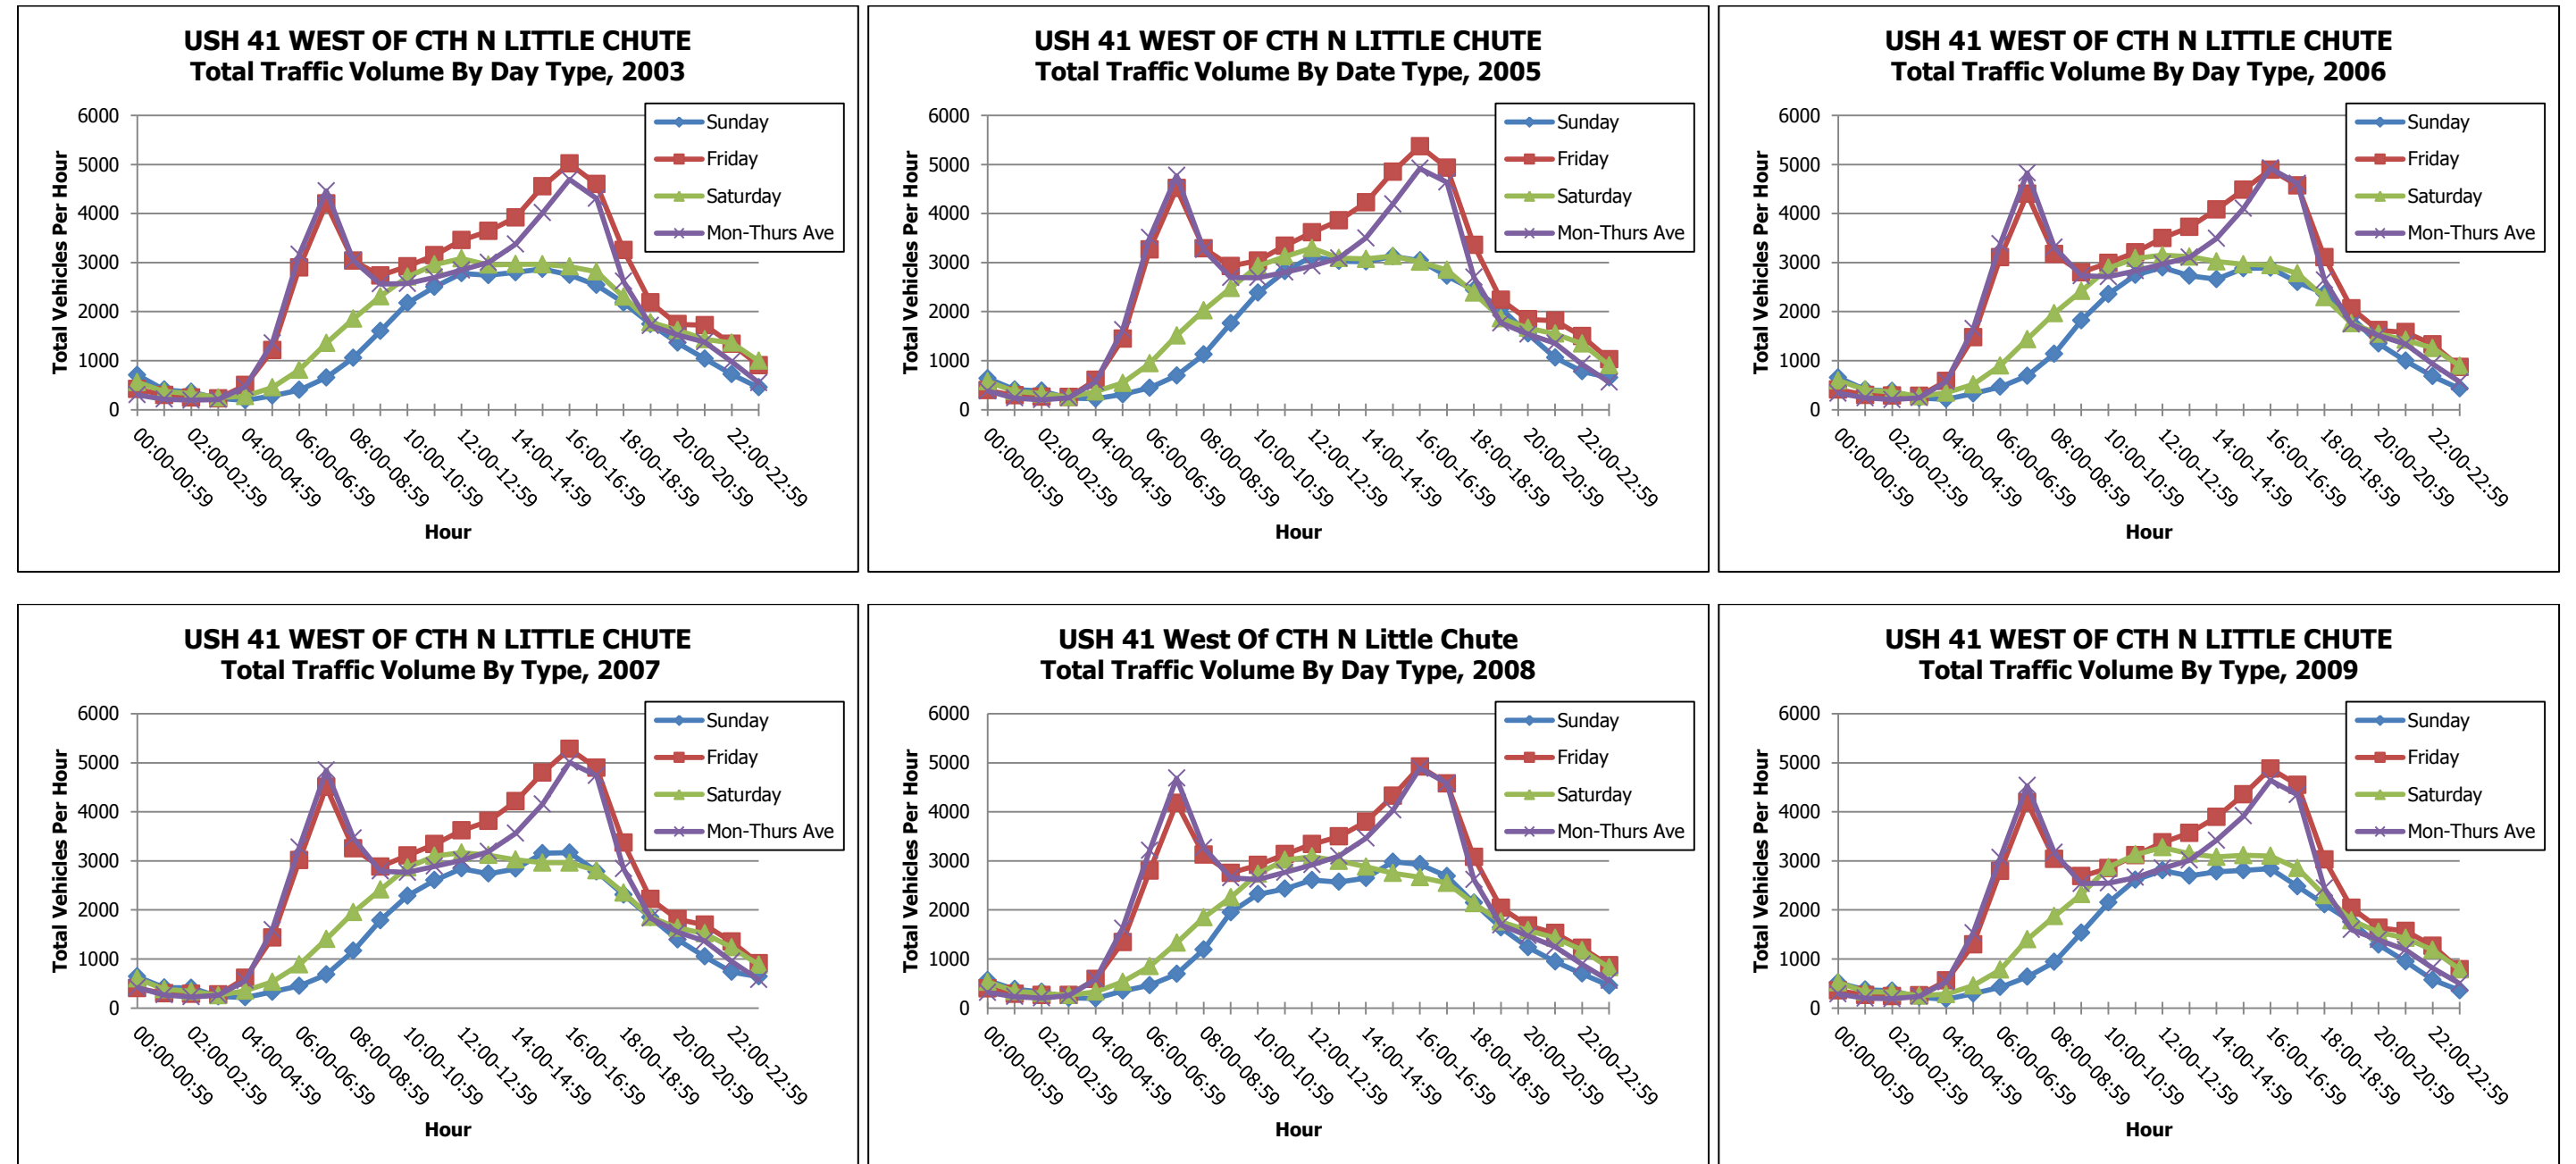 USH 41 WEST OF CTH N LITTLE CHUTE
Total Traffic Volume By Day Type, 2003
Total Vehicles Per Hour
6000
5000
4000
3000
2000
1000
0
Sunday
Friday
Saturday
Mon-Thurs Ave
00:00-00:59
02:00-02:59
04:00-04:59
06:00-06:59
08:00-08:59
10:00-10:59
12:00-12:59
14:00-14:59
16:00-16:59
18:00-18:59
20:00-20:59
22:00-22:59
Hour
USH 41 WEST OF CTH N LITTLE CHUTE
Total Traffic Volume By Date Type, 2005
Total Vehicles Per Hour
6000
5000
4000
3000
2000
1000
0
Sunday
Friday
Saturday
Mon-Thurs Ave
00:00-00:59
02:00-02:59
04:00-04:59
06:00-06:59
08:00-08:59
10:00-10:59
12:00-12:59
14:00-14:59
16:00-16:59
18:00-18:59
20:00-20:59
22:00-22:59
Hour
USH 41 WEST OF CTH N LITTLE CHUTE
Total Traffic Volume By Day Type, 2006
Total Vehicles Per Hour
6000
5000
4000
3000
2000
1000
0
Sunday
Friday
Saturday
Mon-Thurs Ave
00:00-00:59
02:00-02:59
04:00-04:59
06:00-06:59
08:00-08:59
10:00-10:59
12:00-12:59
14:00-14:59
16:00-16:59
18:00-18:59
20:00-20:59
22:00-22:59
Hour
USH 41 WEST OF CTH N LITTLE CHUTE
Total Traffic Volume By Type, 2007
Total Vehicles Per Hour
6000
5000
4000
3000
2000
1000
0
Sunday
Friday
Saturday
Mon-Thurs Ave
00:00-00:59
02:00-02:59
04:00-04:59
06:00-06:59
08:00-08:59
10:00-10:59
12:00-12:59
14:00-14:59
16:00-16:59
18:00-18:59
20:00-20:59
22:00-22:59
Hour
USH 41 West Of CTH N Little Chute
Total Traffic Volume By Day Type, 2008
Total Vehicles Per Hour
6000
5000
4000
3000
2000
1000
0
Sunday
Friday
Saturday
Mon-Thurs Ave
00:00-00:59
02:00-02:59
04:00-04:59
06:00-06:59
08:00-08:59
10:00-10:59
12:00-12:59
14:00-14:59
16:00-16:59
18:00-18:59
20:00-20:59
22:00-22:59
Hour
USH 41 WEST OF CTH N LITTLE CHUTE
Total Traffic Volume By Type, 2009
Total Vehicles Per Hour
6000
5000
4000
3000
2000
1000
0
Sunday
Friday
Saturday
Mon-Thurs Ave
00:00-00:59
02:00-02:59
04:00-04:59
06:00-06:59
08:00-08:59
10:00-10:59
12:00-12:59
14:00-14:59
16:00-16:59
18:00-18:59
20:00-20:59
22:00-22:59
Hour